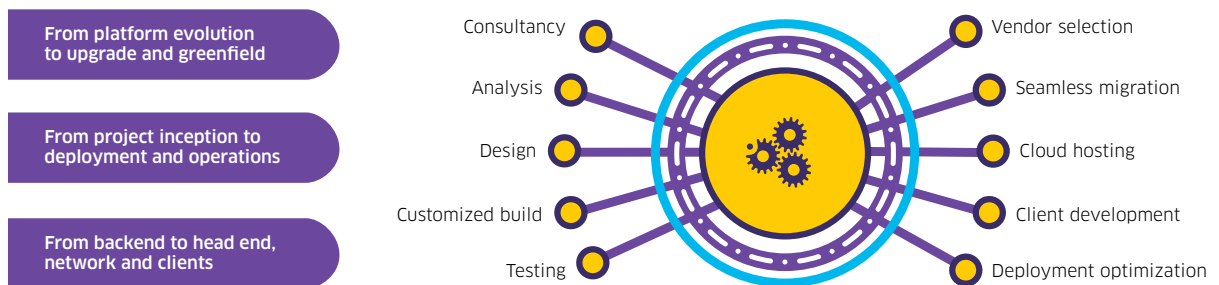 From platform evolution
to upgrade and greenfield
From project inception to
deployment and operations
From backend to head end,
network and clients
Consultancy
Analysis
Design
Customized build
Testing
Vendor selection
Seamless migration
Cloud hosting
Client development
Deployment optimization